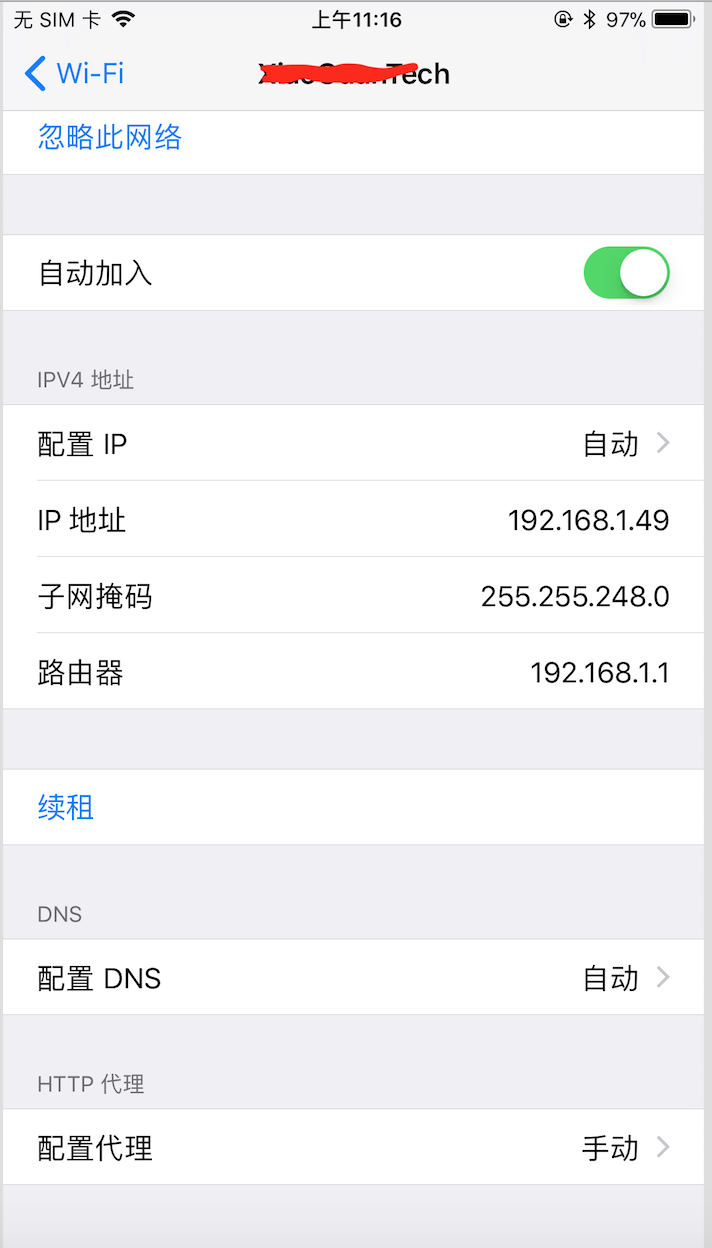 无 SIM 卡 上午11:16 97%
Wi-Fi Tech
忽略此网络
自动加入
IPV4 地址
配置 IP 自动
IP 地址 192.168.1.49
子网掩码 255.255.248.0
路由器 192.168.1.1
续租
DNS
配置 DNS 自动
HTTP 代理
配置代理 手动